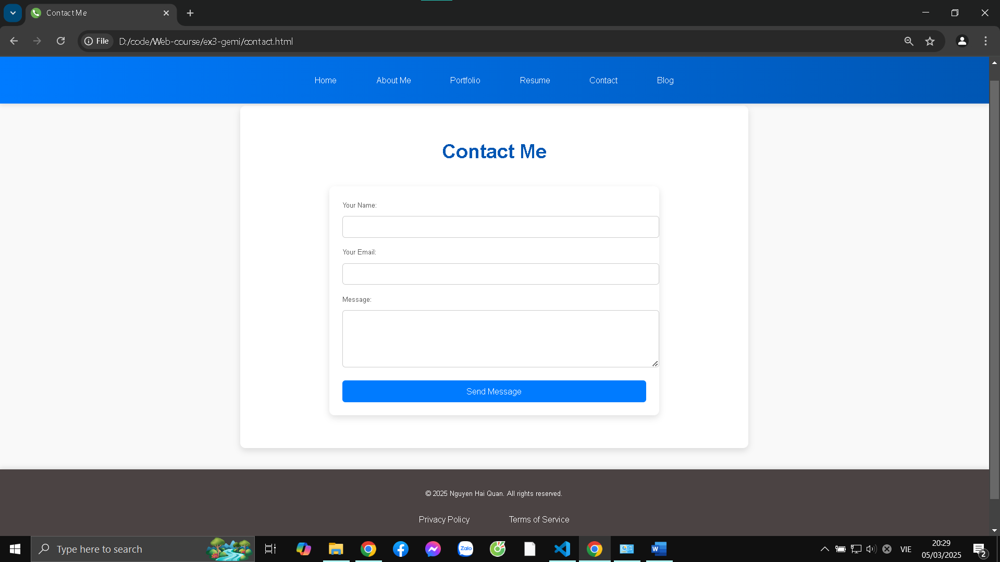 Contact Me
File
D:/code/Web-course/ex3-gemi/contact.html
Home
About Me
Portfolio
Resume
Contact
Blog
Contact Me
Your Name:
Your Email:
Message:
Send Message
© 2025 Nguyen Hai Quan. All rights reserved.
Privacy Policy
Terms of Service
Type here to search
Zalo
W
VIE
20:29
05/03/2025
2